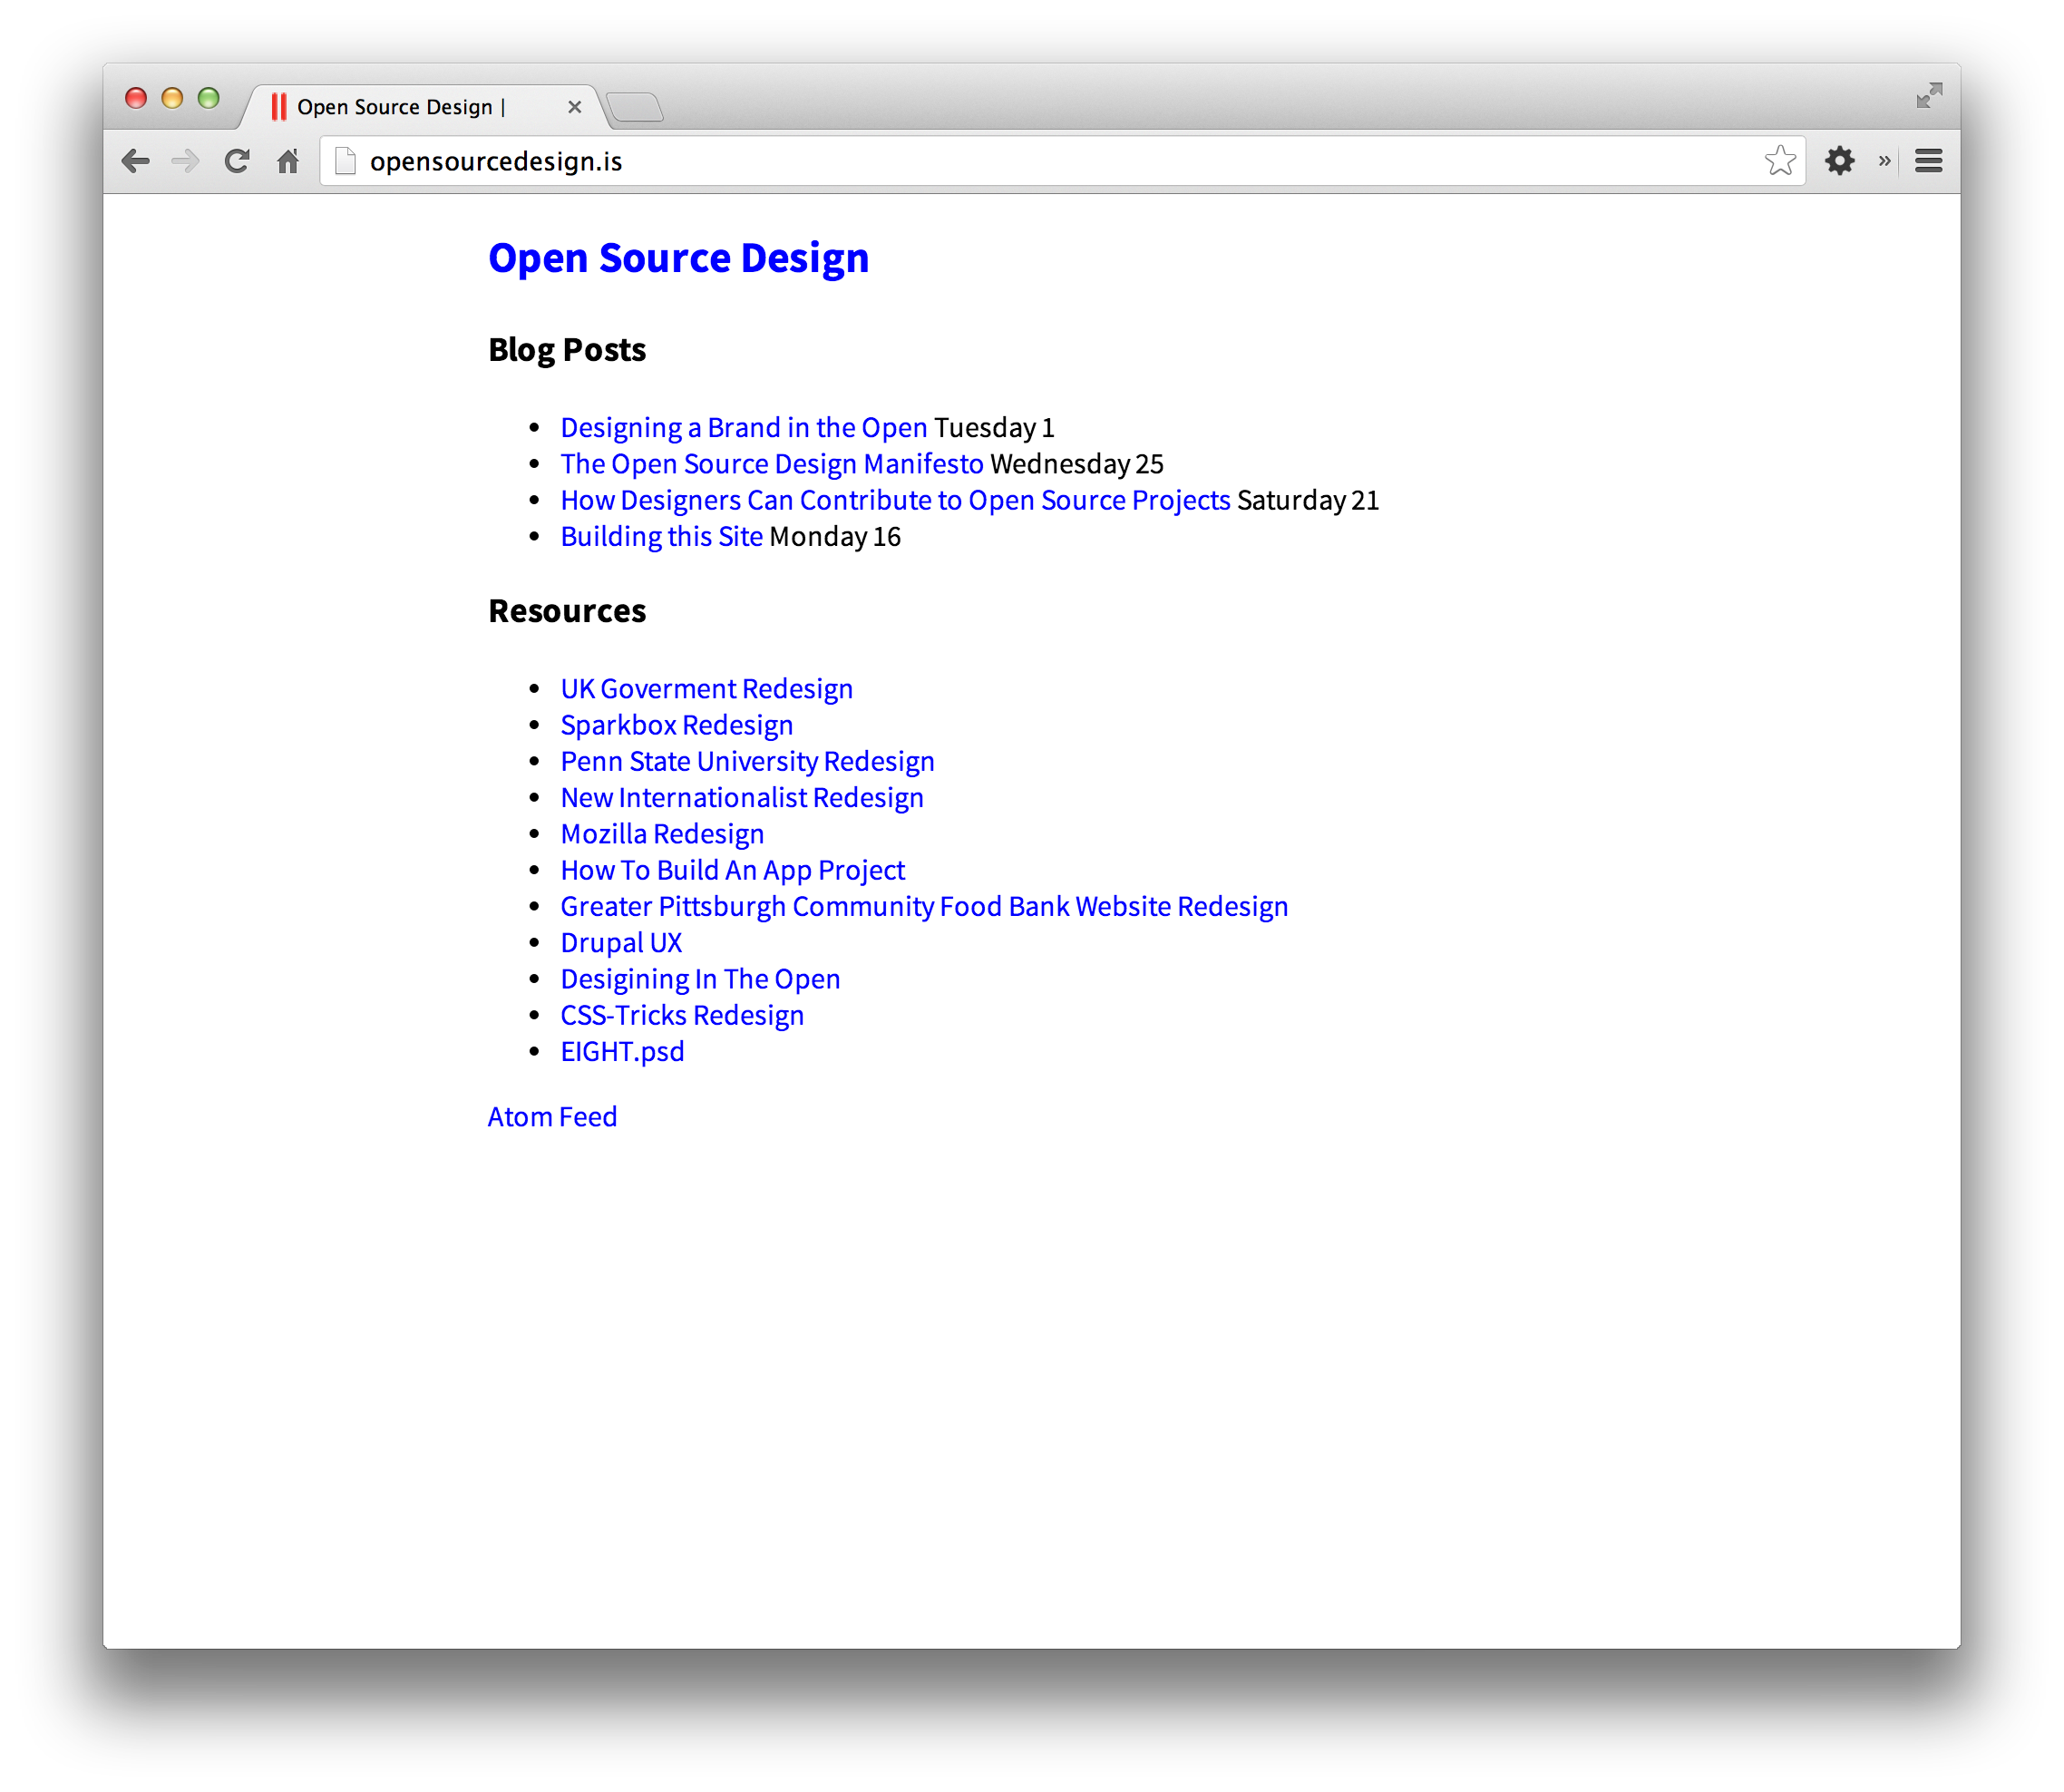 Open Source Design |
opensourcedesign.is
Open Source Design
Blog Posts
Designing a Brand in the Open Tuesday 1
The Open Source Design Manifesto Wednesday 25
How Designers Can Contribute to Open Source Projects Saturday 21
Building this Site Monday 16
Resources
UK Goverment Redesign
Sparkbox Redesign
Penn State University Redesign
New Internationalist Redesign
Mozilla Redesign
How To Build An App Project
Greater Pittsburgh Community Food Bank Website Redesign
Drupal UX
Desigining In The Open
CSS-Tricks Redesign
EIGHT.psd
Atom Feed